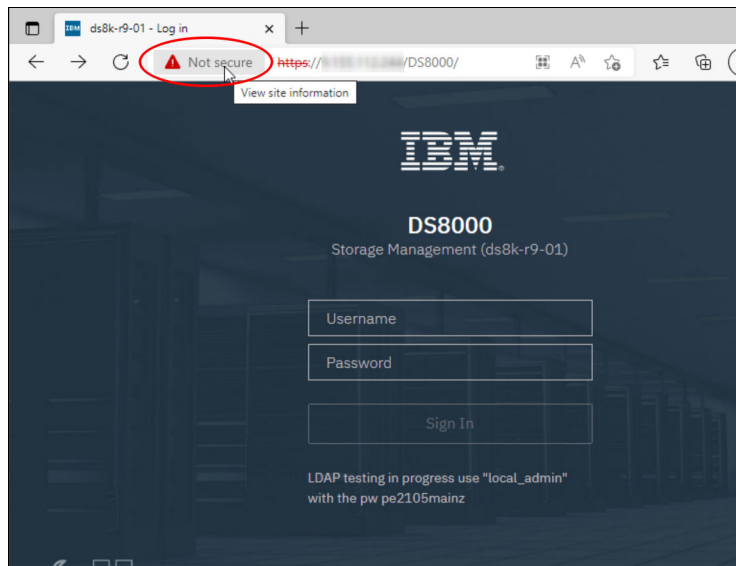 IBM ds8k-r9-01 - Log in
Not secure https:// /DS8000/
View site information
IBM
DS8000
Storage Management (ds8k-r9-01)
Username
Password
Sign In
LDAP testing in progress use "local_admin"
with the pw pe2105mainz